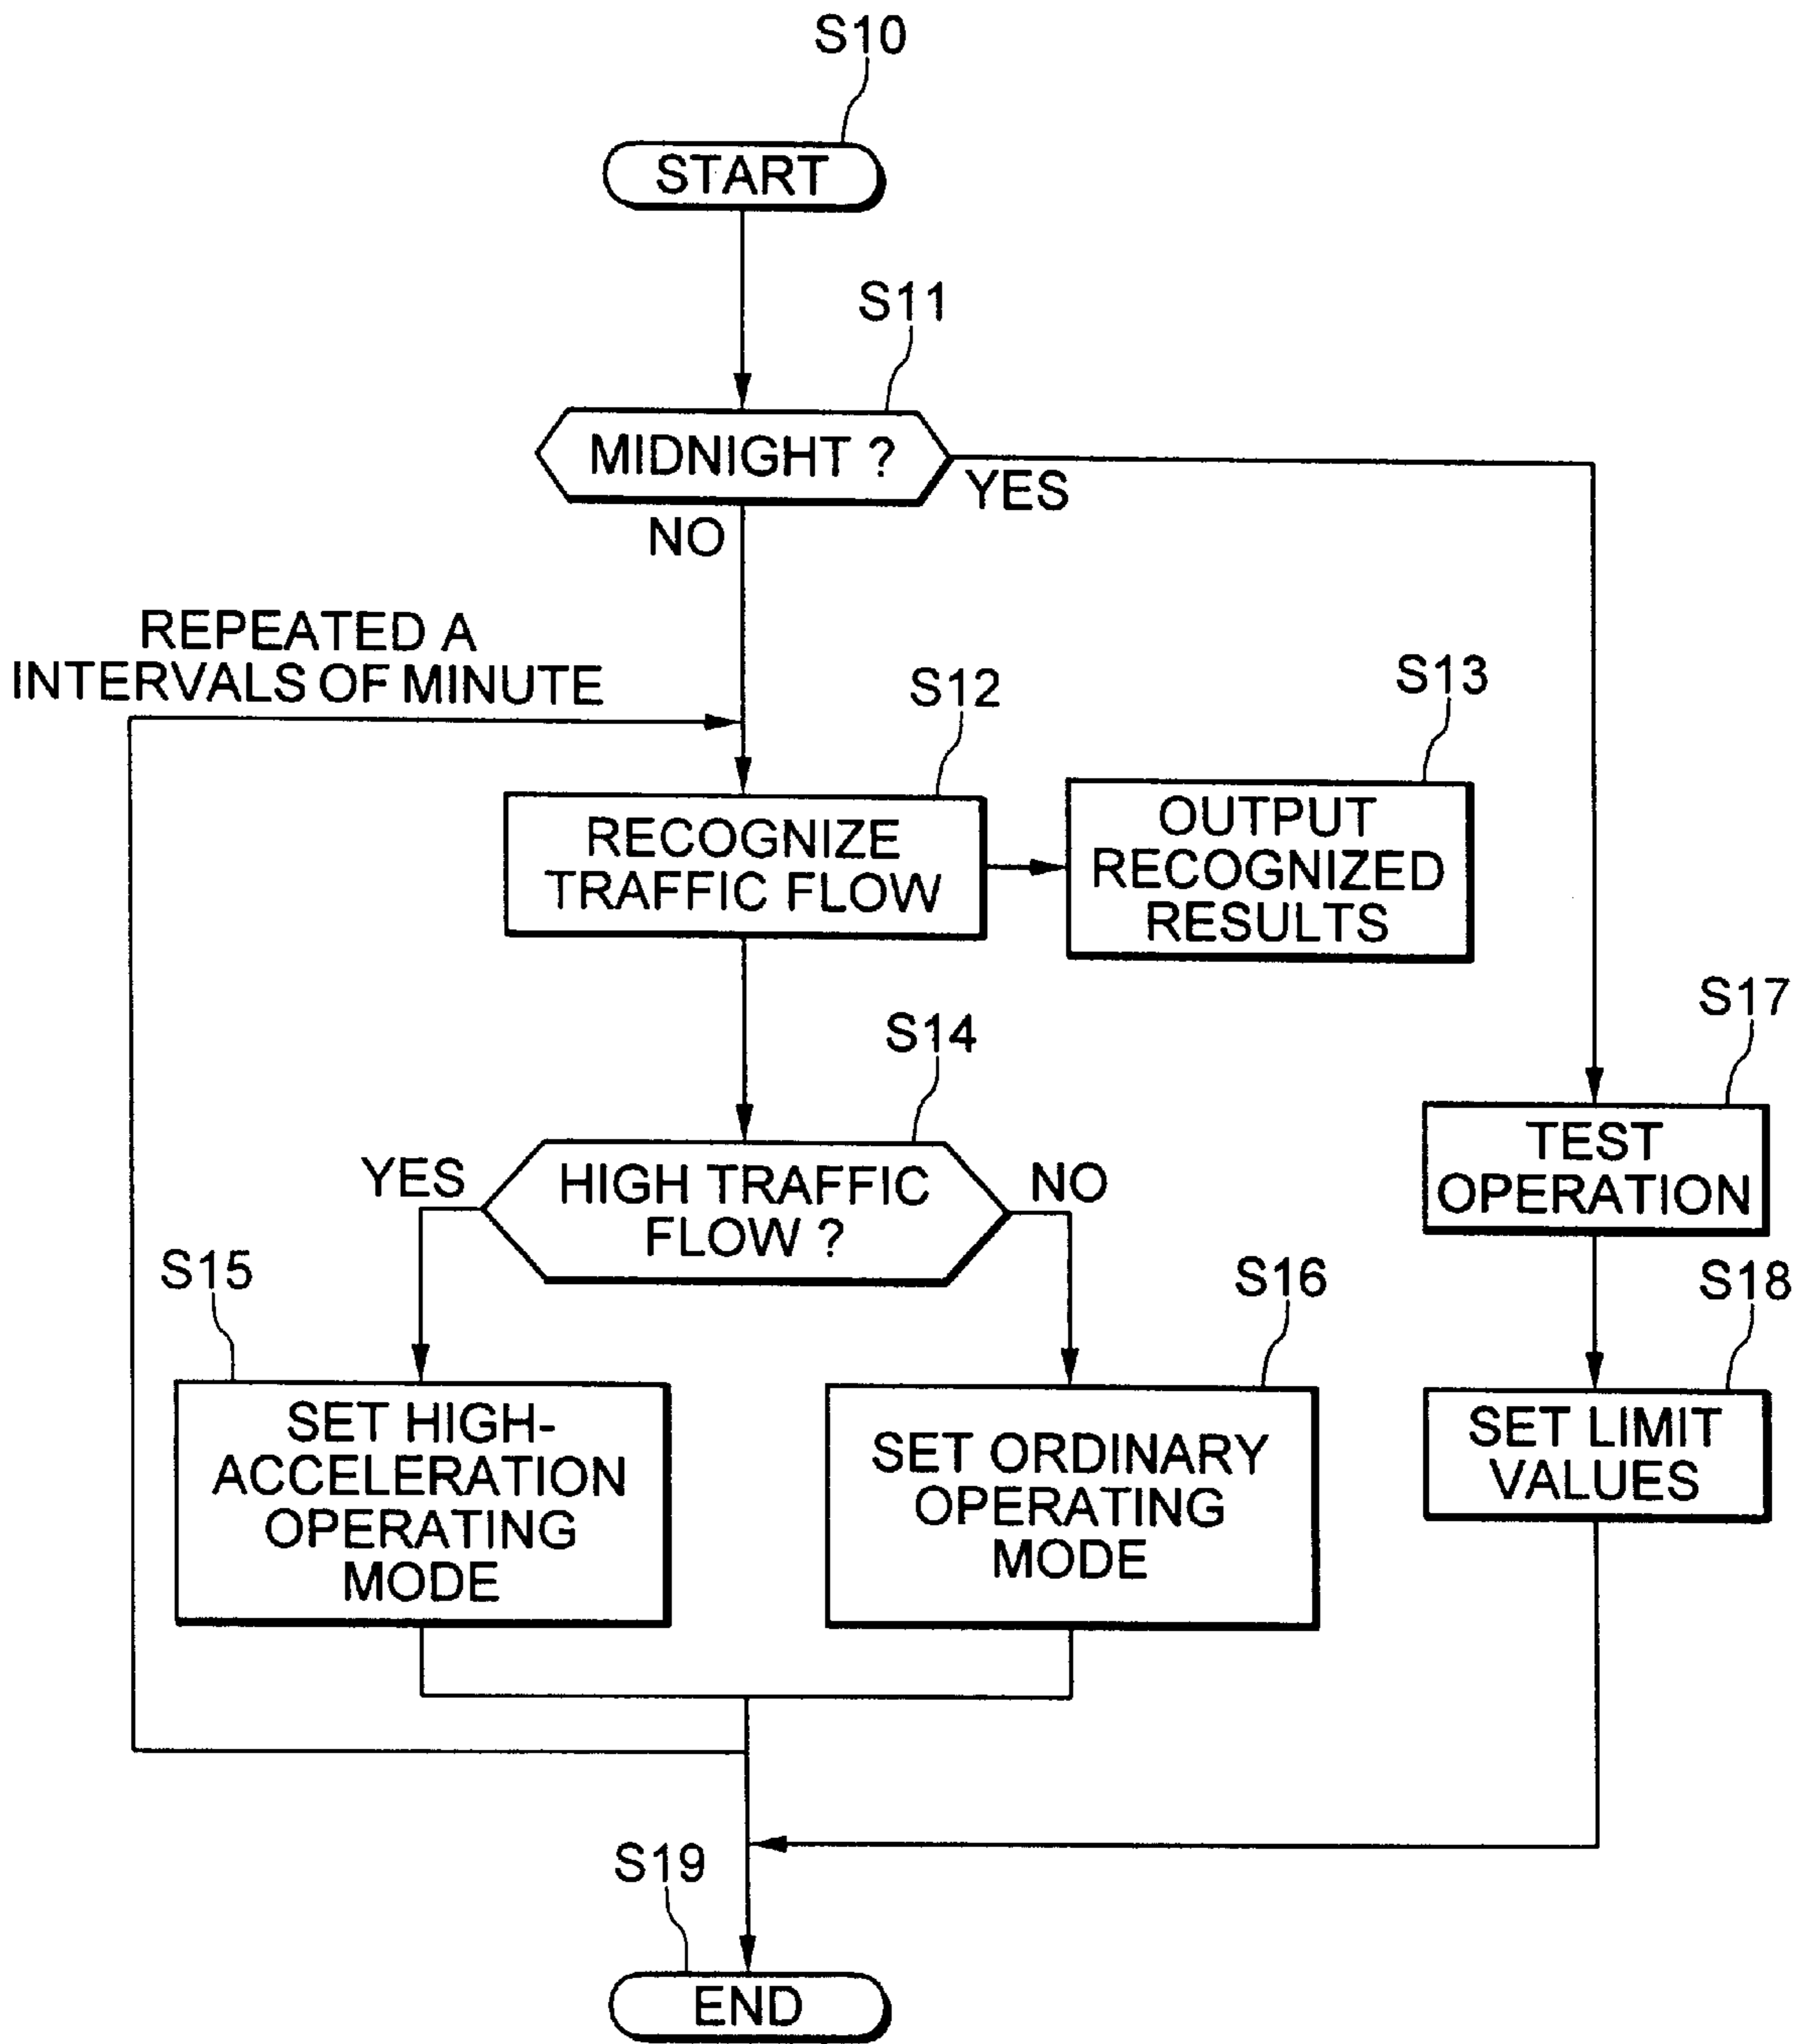 S10
START
S11
MIDNIGHT ?
YES
NO
REPEATED A
INTERVALS OF MINUTE
S12
S13
RECOGNIZE
TRAFFIC FLOW
OUTPUT
RECOGNIZED
RESULTS
S14
S17
YES
HIGH TRAFFIC
FLOW ?
NO
TEST
OPERATION
S15
S16
S18
SET HIGH-
ACCELERATION
OPERATING
MODE
SET ORDINARY
OPERATING
MODE
SET LIMIT
VALUES
S19
END